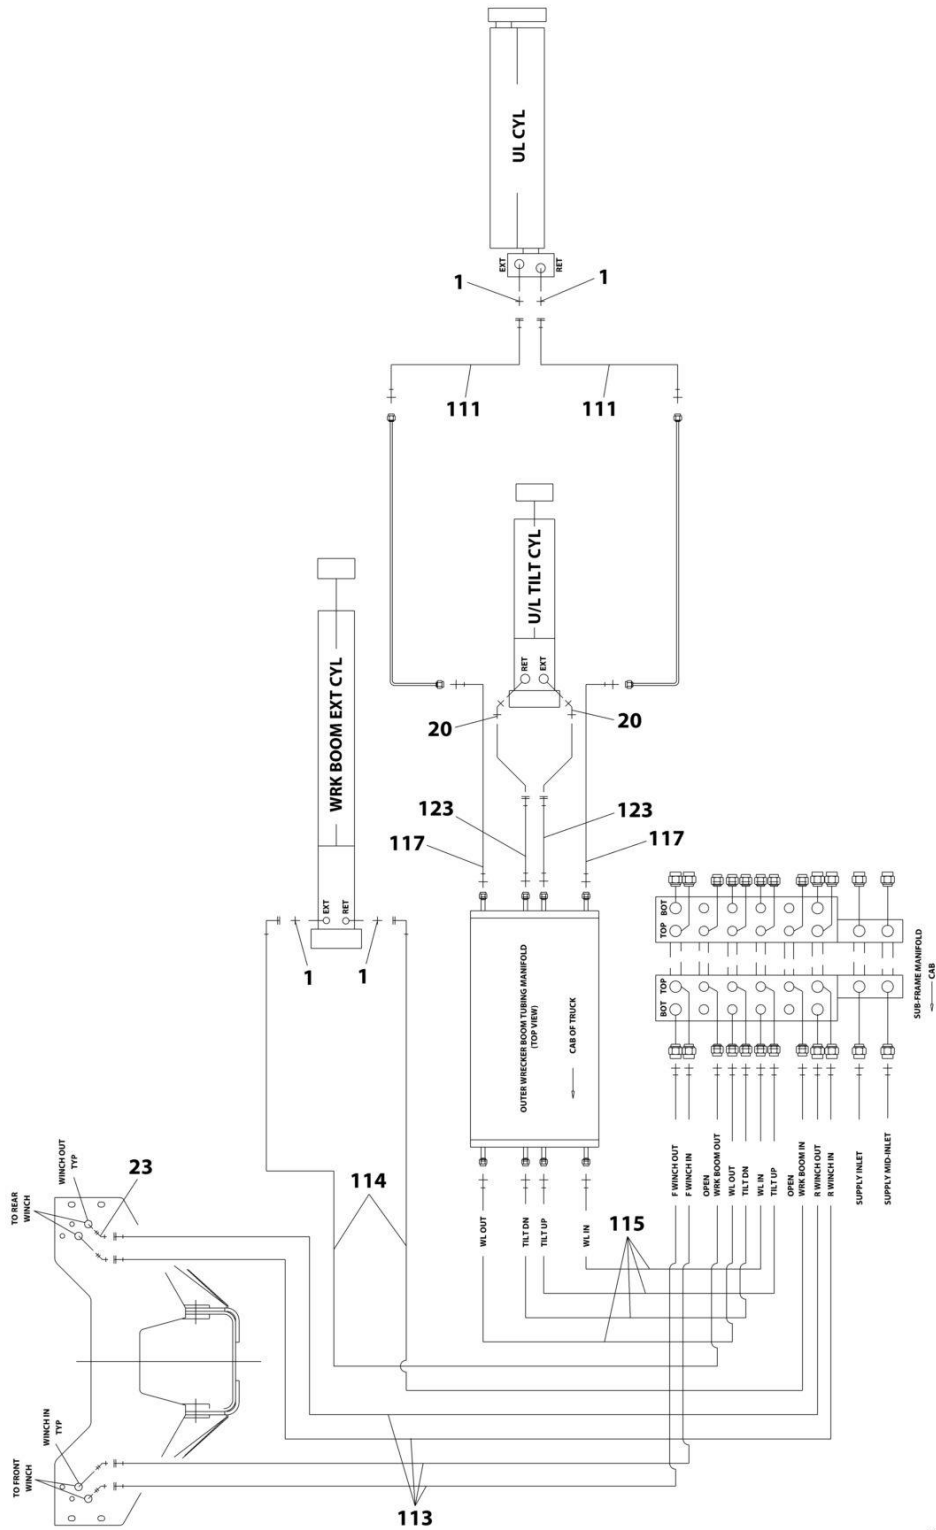 UL CYL
EXT
RET
1
1
111
111
U/L TILT CYL
RET
EXT
20
20
WRK BOOM EXT CYL
EXT
RET
1
1
123
123
117
117
OUTER WRECKER BOOM TUBING MANIFOLD
(TOP VIEW)
CAB OF TRUCK
TOP BOT
BOT TOP
SUB-FRAME MANIFOLD
CAB
WL OUT
TILT DN
TILT UP
WL IN
F WINCH OUT
F WINCH IN
OPEN
WRK BOOM OUT
WL OUT
TILT DN
WL IN
TILT UP
OPEN
WRK BOOM IN
R WINCH OUT
R WINCH IN
SUPPLY INLET
SUPPLY MID-INLET
TO REAR
WINCH
WINCH OUT
TYP
23
114
115
WINCH IN
TYP
TO FRONT
WINCH
113